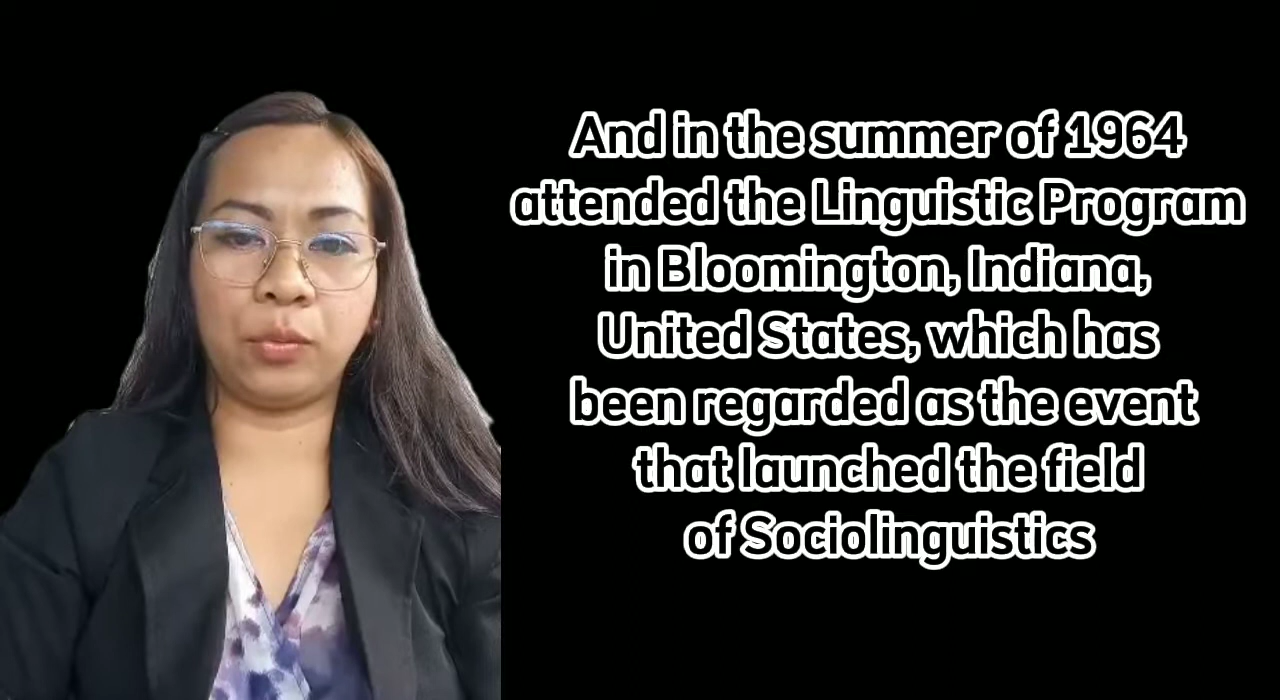 And in the summer of 1964
attended the Linguistic Program
in Bloomington, Indiana,
United States, which has
been regarded as the event
that launched the field
of Sociolinguistics